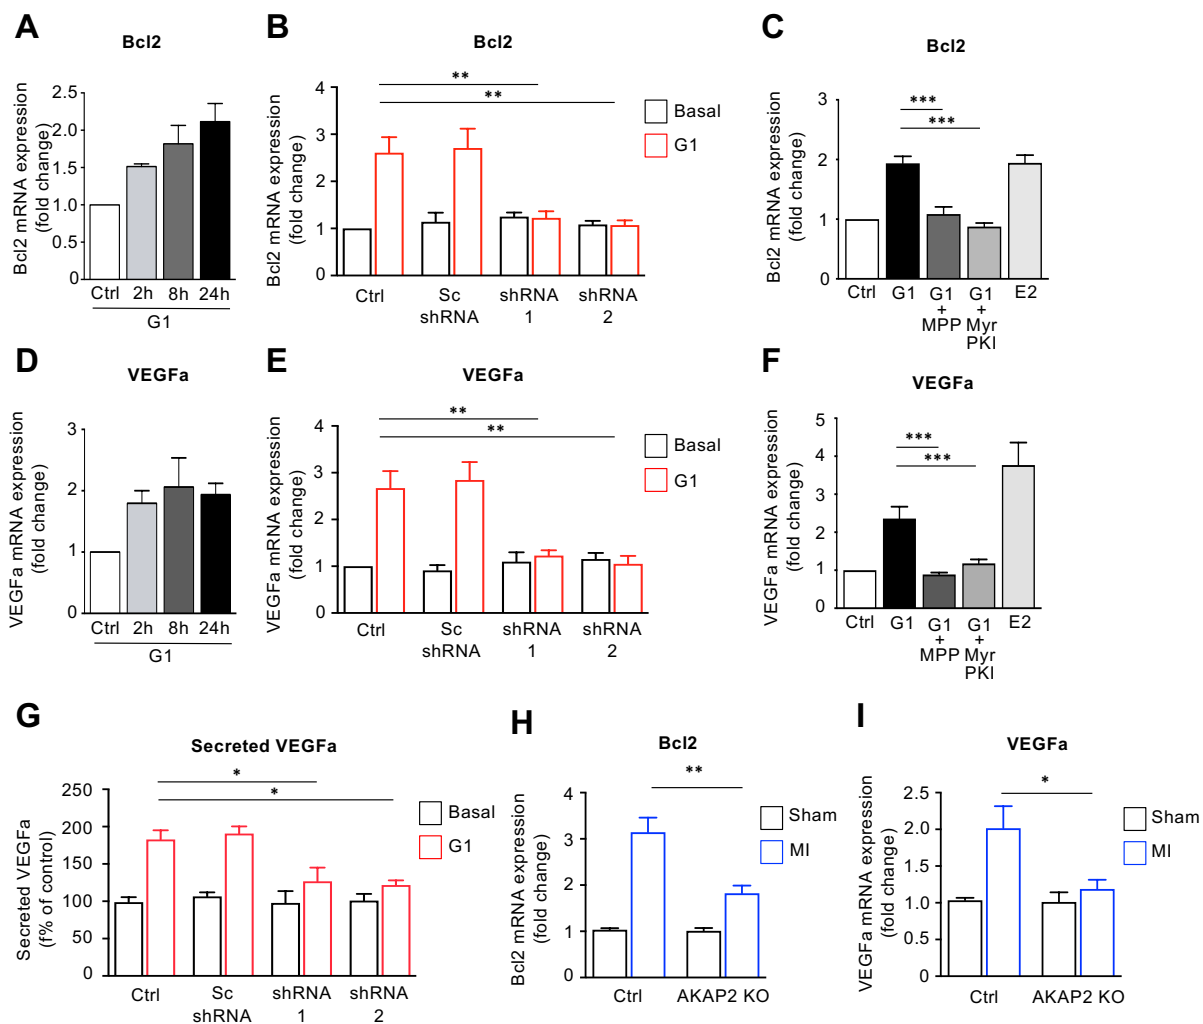 A
Bcl2
Bcl2 mRNA expression
(fold change)
2.5
2.0
1.5
1.0
0.5
0
Ctrl 2h 8h 24h
G1
B
Bcl2
Bcl2 mRNA expression
(fold change)
4
3
2
1
0
**
**
Basal
G1
Ctrl Sc shRNA shRNA
shRNA 1 2
C
Bcl2
Bcl2 mRNA expression
(fold change)
3
2
1
0
***
***
Ctrl G1 G1 G1 E2
+ +
MPP Myr
PKI
D
VEGFa
VEGFa mRNA expression
(fold change)
3
2
1
0
Ctrl 2h 8h 24h
G1
E
VEGFa
VEGFa mRNA expression
(fold change)
4
3
2
1
0
**
**
Basal
G1
Ctrl Sc shRNA shRNA
shRNA 1 2
F
VEGFa
VEGFa mRNA expression
(fold change)
5
4
3
2
1
0
***
***
Ctrl G1 G1 G1 E2
+ +
MPP Myr
PKI
G
Secreted VEGFa
Secreted VEGFa
(f% of control)
250
200
150
100
50
0
*
*
Basal
G1
Ctrl Sc shRNA shRNA
shRNA 1 2
H
Bcl2
Bcl2 mRNA expression
(fold change)
4
3
2
1
0
**
Sham
MI
Ctrl AKAP2 KO
I
VEGFa
VEGFa mRNA expression
(fold change)
2.5
2.0
1.5
1.0
0.5
0
*
Sham
MI
Ctrl AKAP2 KO